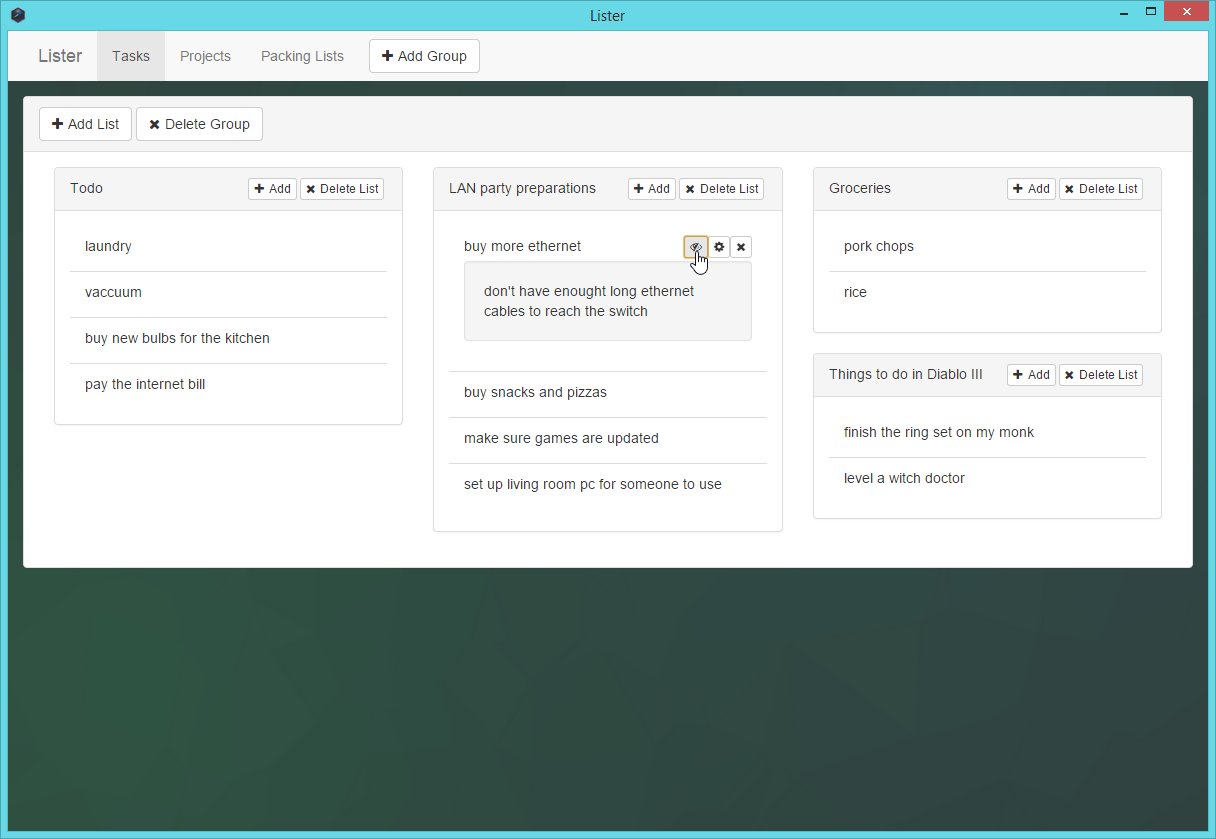 Lister
Lister Tasks Projects Packing Lists Add Group
Add List Delete Group
Todo Add Delete List
laundry
vaccuum
buy new bulbs for the kitchen
pay the internet bill
LAN party preparations Add Delete List
buy more ethernet
don't have enought long ethernet
cables to reach the switch
buy snacks and pizzas
make sure games are updated
set up living room pc for someone to use
Groceries Add Delete List
pork chops
rice
Things to do in Diablo III Add Delete List
finish the ring set on my monk
level a witch doctor